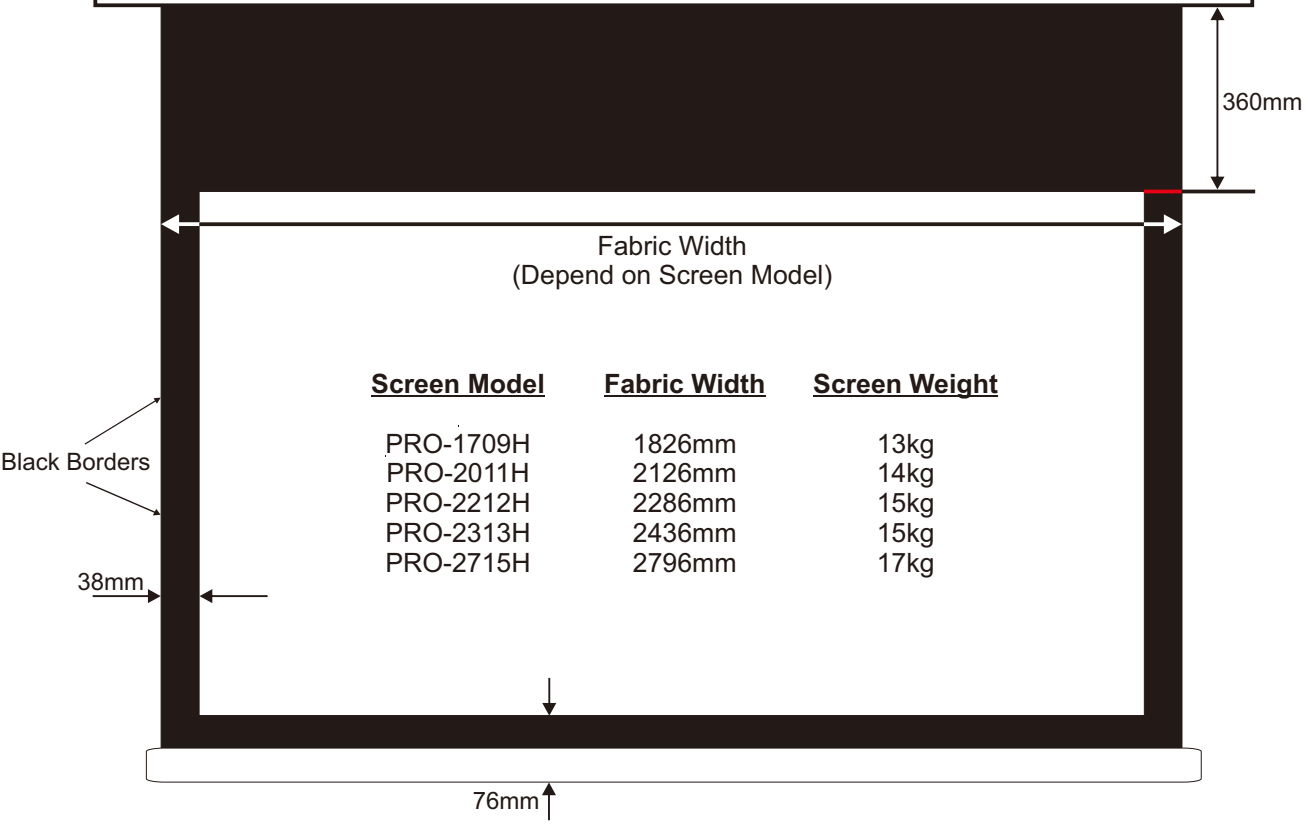 360mm
Fabric Width
(Depend on Screen Model)
Screen Model Fabric Width Screen Weight
PRO-1709H 1826mm 13kg
Black Borders
PRO-2011H 2126mm 14kg
PRO-2212H 2286mm 15kg
PRO-2313H 2436mm 15kg
PRO-2715H 2796mm 17kg
38mm
76mm